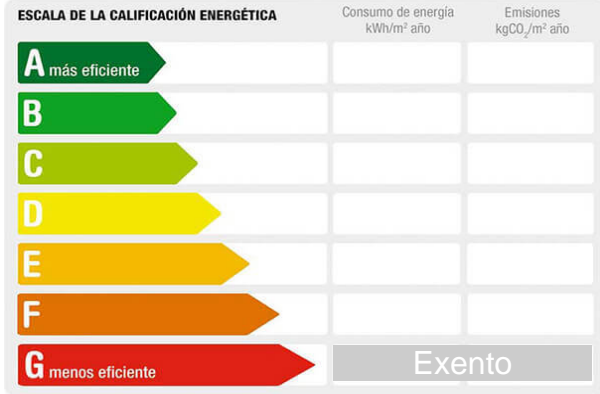 ESCALA DE LA CALIFICACIÓN ENERGÉTICA
Consumo de energía
kWh/m² año
Emisiones
kgCO₂/m² año
A más eficiente
B
C
D
E
F
G menos eficiente
Exento